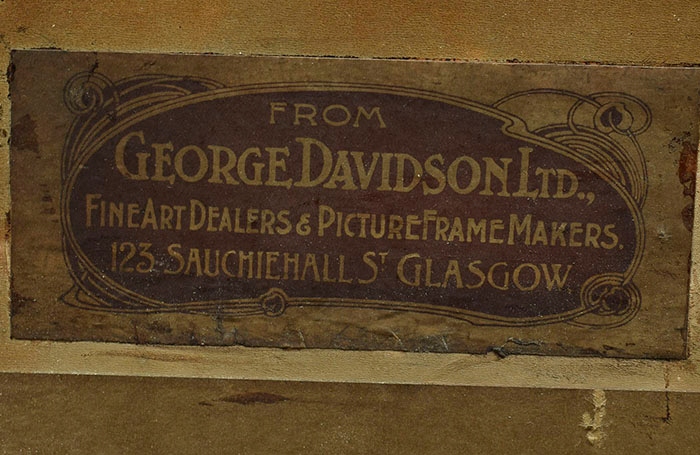 FROM
GEORGE DAVIDSON LTD.,
FINE ART DEALERS & PICTURE FRAME MAKERS.
123, SAUCHIEHALL ST GLASGOW